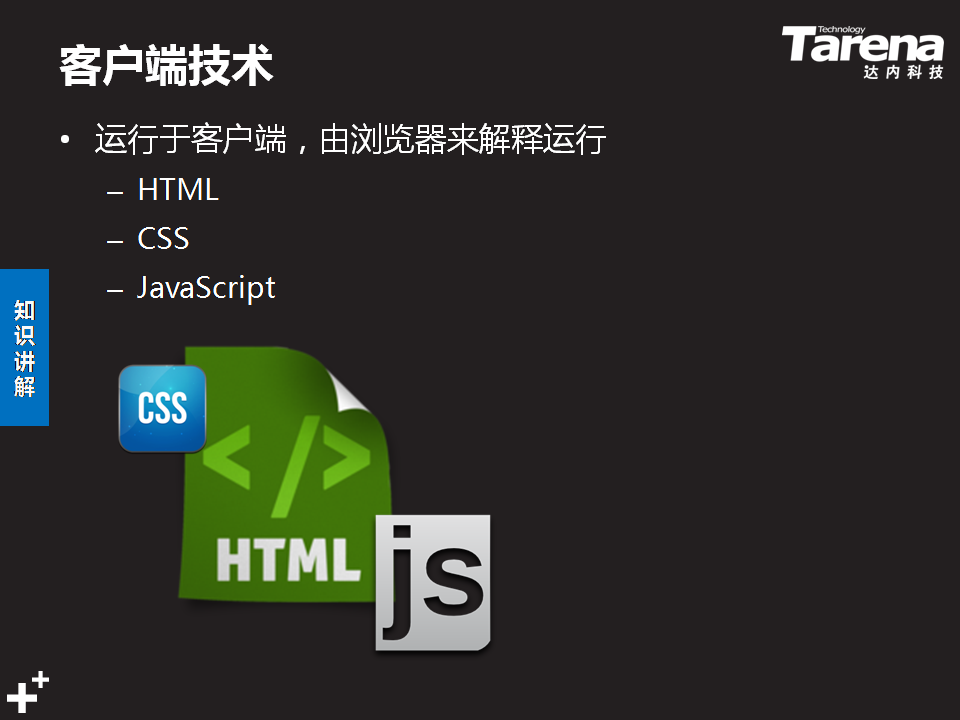 客户端技术
Technology
Tarena
达内科技
• 运行于客户端，由浏览器来解释运行
– HTML
– CSS
– JavaScript
知识讲解
CSS
</>
HTML
js